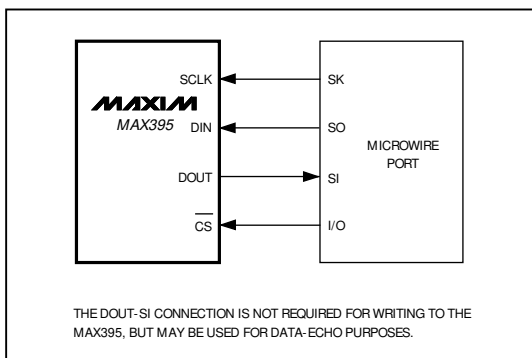 SCLK SK
MAXIM
MAX395
DIN SO
MICROWIRE
PORT
DOUT SI
CS I/O
THE DOUT-SI CONNECTION IS NOT REQUIRED FOR WRITING TO THE
MAX395, BUT MAY BE USED FOR DATA-ECHO PURPOSES.